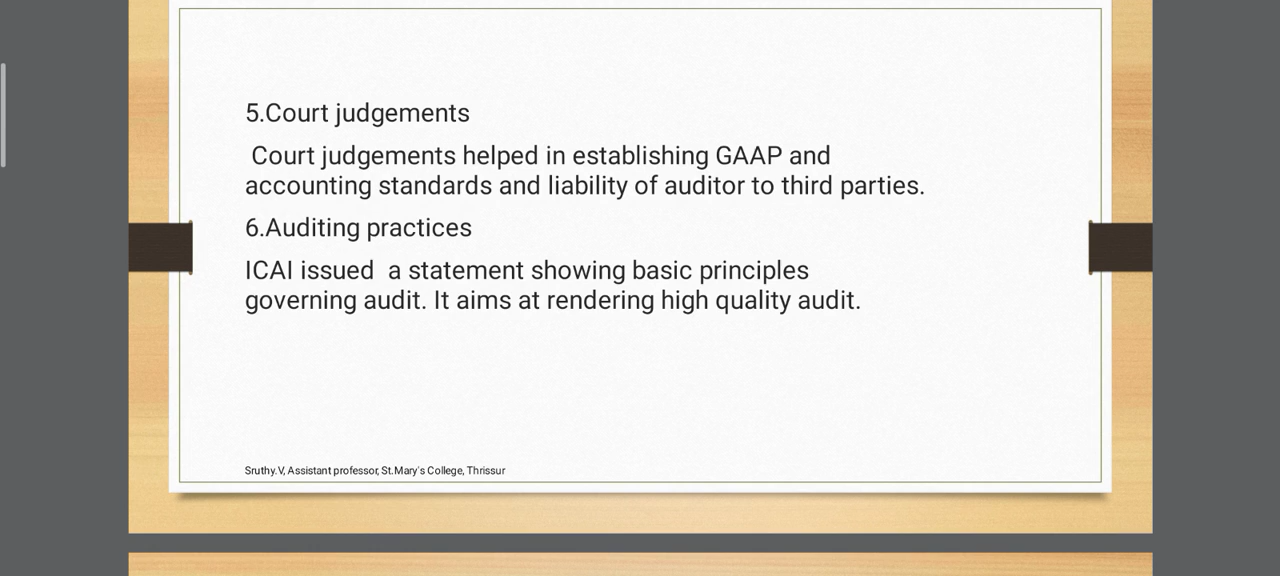 5.Court judgements
Court judgements helped in establishing GAAP and
accounting standards and liability of auditor to third parties.
6.Auditing practices
ICAI issued  a statement showing basic principles
governing audit. It aims at rendering high quality audit.
Sruthy.V, Assistant professor, St.Mary's College, Thrissur